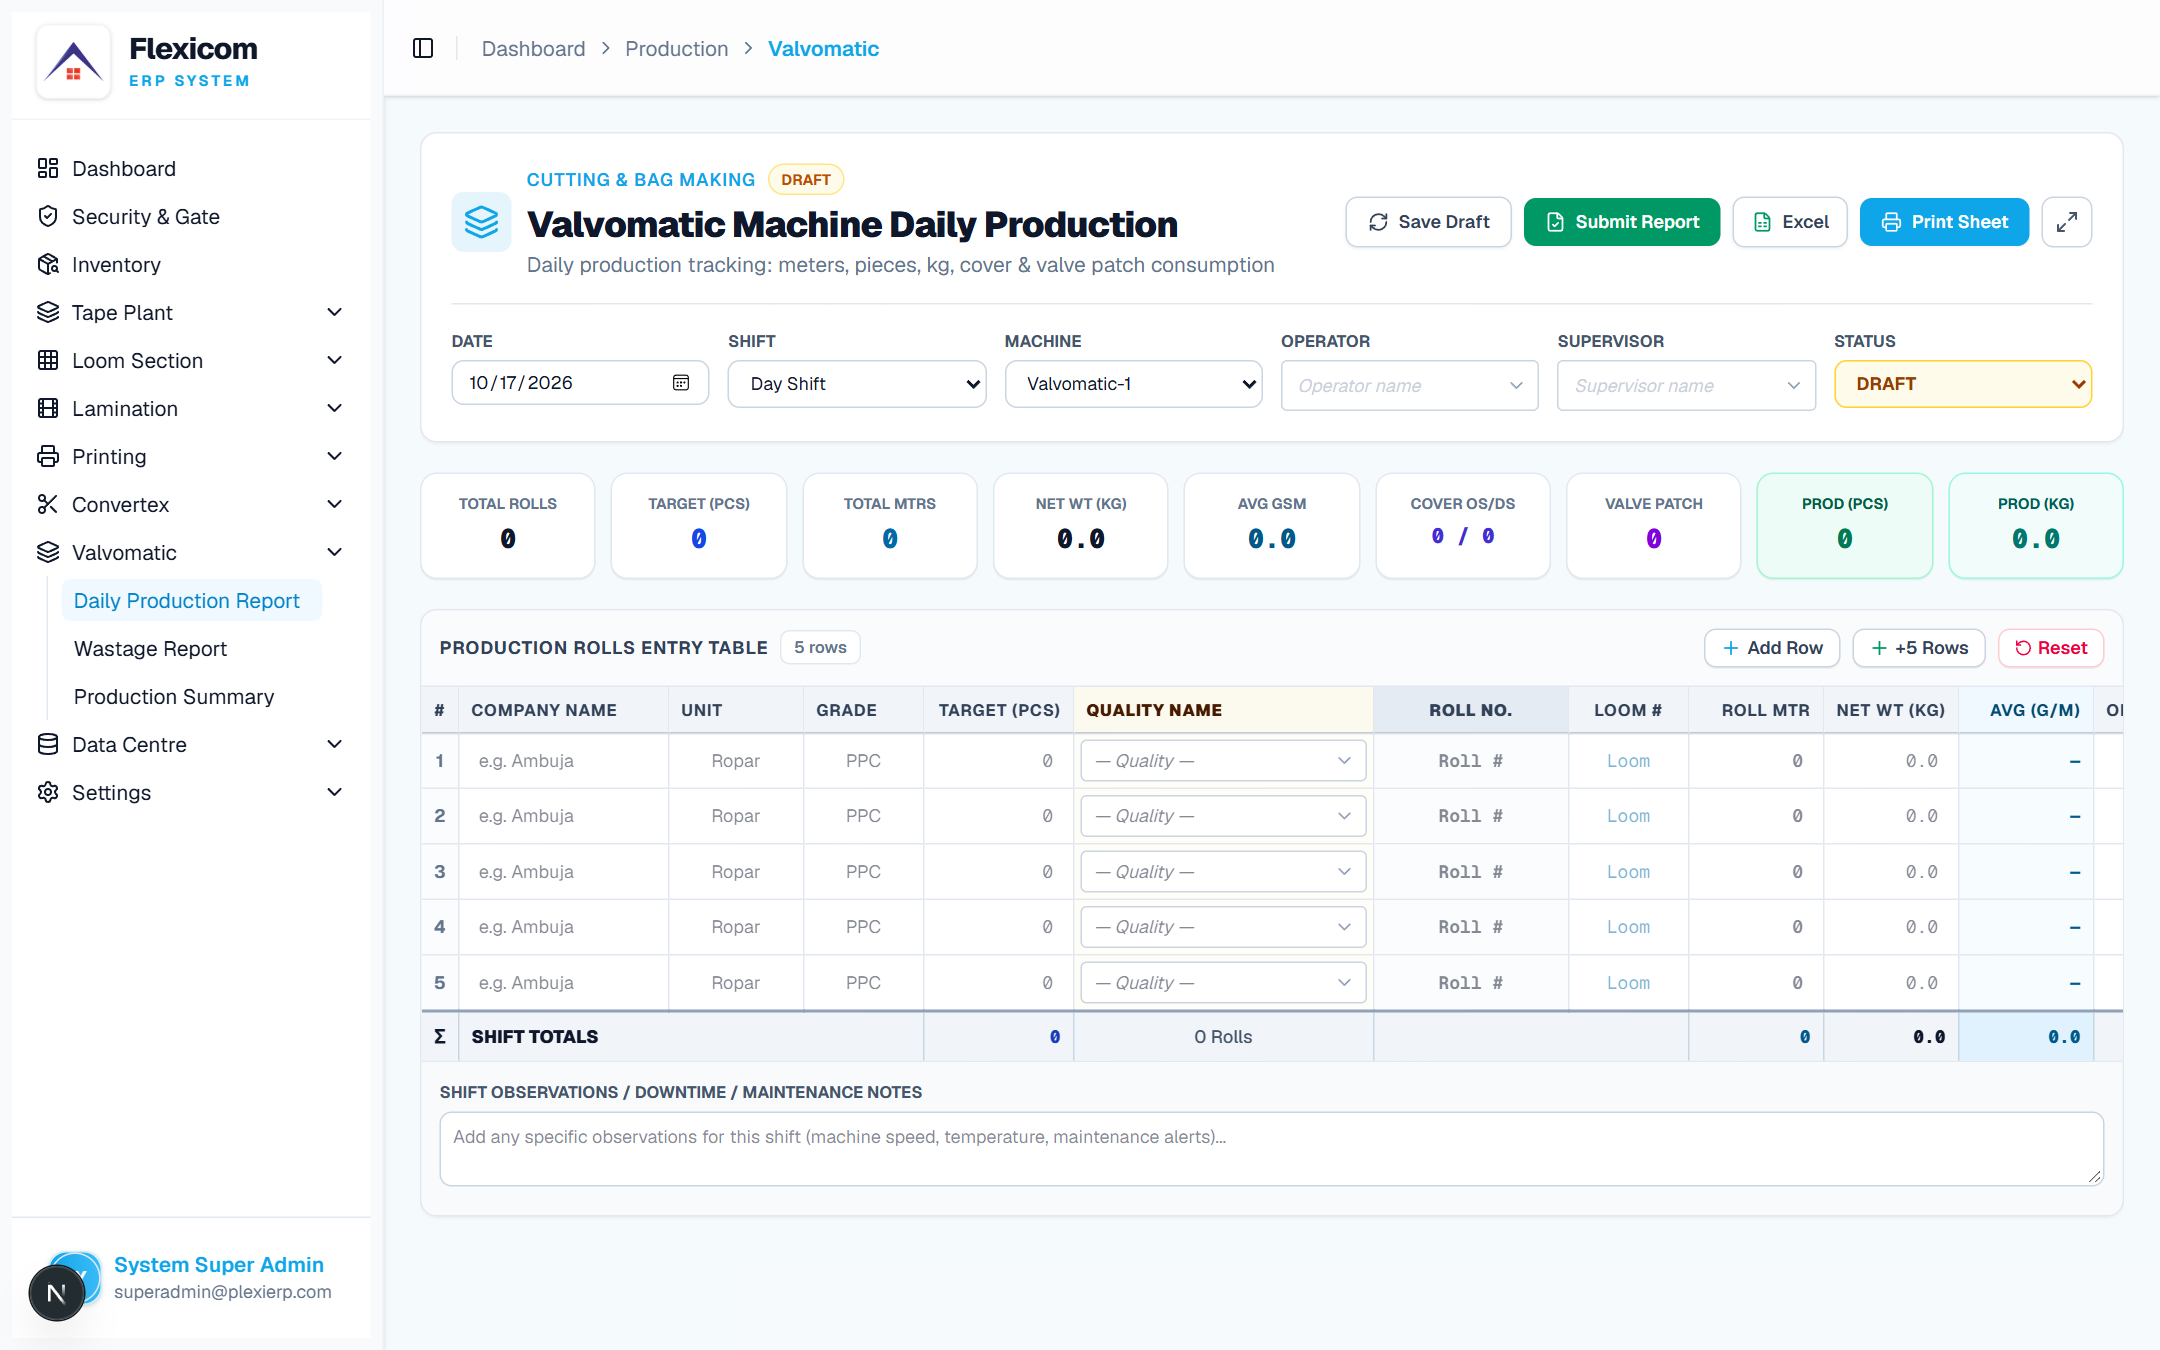 Flexicom
ERP SYSTEM
Dashboard
Security & Gate
Inventory
Tape Plant
Loom Section
Lamination
Printing
Convertex
Valvomatic
Daily Production Report
Wastage Report
Production Summary
Data Centre
Settings
N
System Super Admin
superadmin@plexierp.com
Dashboard > Production > Valvomatic
CUTTING & BAG MAKING DRAFT
Valvomatic Machine Daily Production
Daily production tracking: meters, pieces, kg, cover & valve patch consumption
Save Draft Submit Report Excel Print Sheet
DATE SHIFT MACHINE OPERATOR SUPERVISOR STATUS
10/17/2026 Day Shift Valvomatic-1 Operator name Supervisor name DRAFT
TOTAL ROLLS TARGET (PCS) TOTAL MTRS NET WT (KG) AVG GSM COVER OS/DS VALVE PATCH PROD (PCS) PROD (KG)
0 0 0 0.0 0.0 0 / 0 0 0 0.0
PRODUCTION ROLLS ENTRY TABLE 5 rows + Add Row + +5 Rows Reset
# COMPANY NAME UNIT GRADE TARGET (PCS) QUALITY NAME ROLL NO. LOOM # ROLL MTR NET WT (KG) AVG (G/M)
1 e.g. Ambuja Ropar PPC 0 — Quality — Roll # Loom 0 0.0 –
2 e.g. Ambuja Ropar PPC 0 — Quality — Roll # Loom 0 0.0 –
3 e.g. Ambuja Ropar PPC 0 — Quality — Roll # Loom 0 0.0 –
4 e.g. Ambuja Ropar PPC 0 — Quality — Roll # Loom 0 0.0 –
5 e.g. Ambuja Ropar PPC 0 — Quality — Roll # Loom 0 0.0 –
Σ SHIFT TOTALS 0 0 Rolls 0 0.0 0.0
SHIFT OBSERVATIONS / DOWNTIME / MAINTENANCE NOTES
Add any specific observations for this shift (machine speed, temperature, maintenance alerts)...